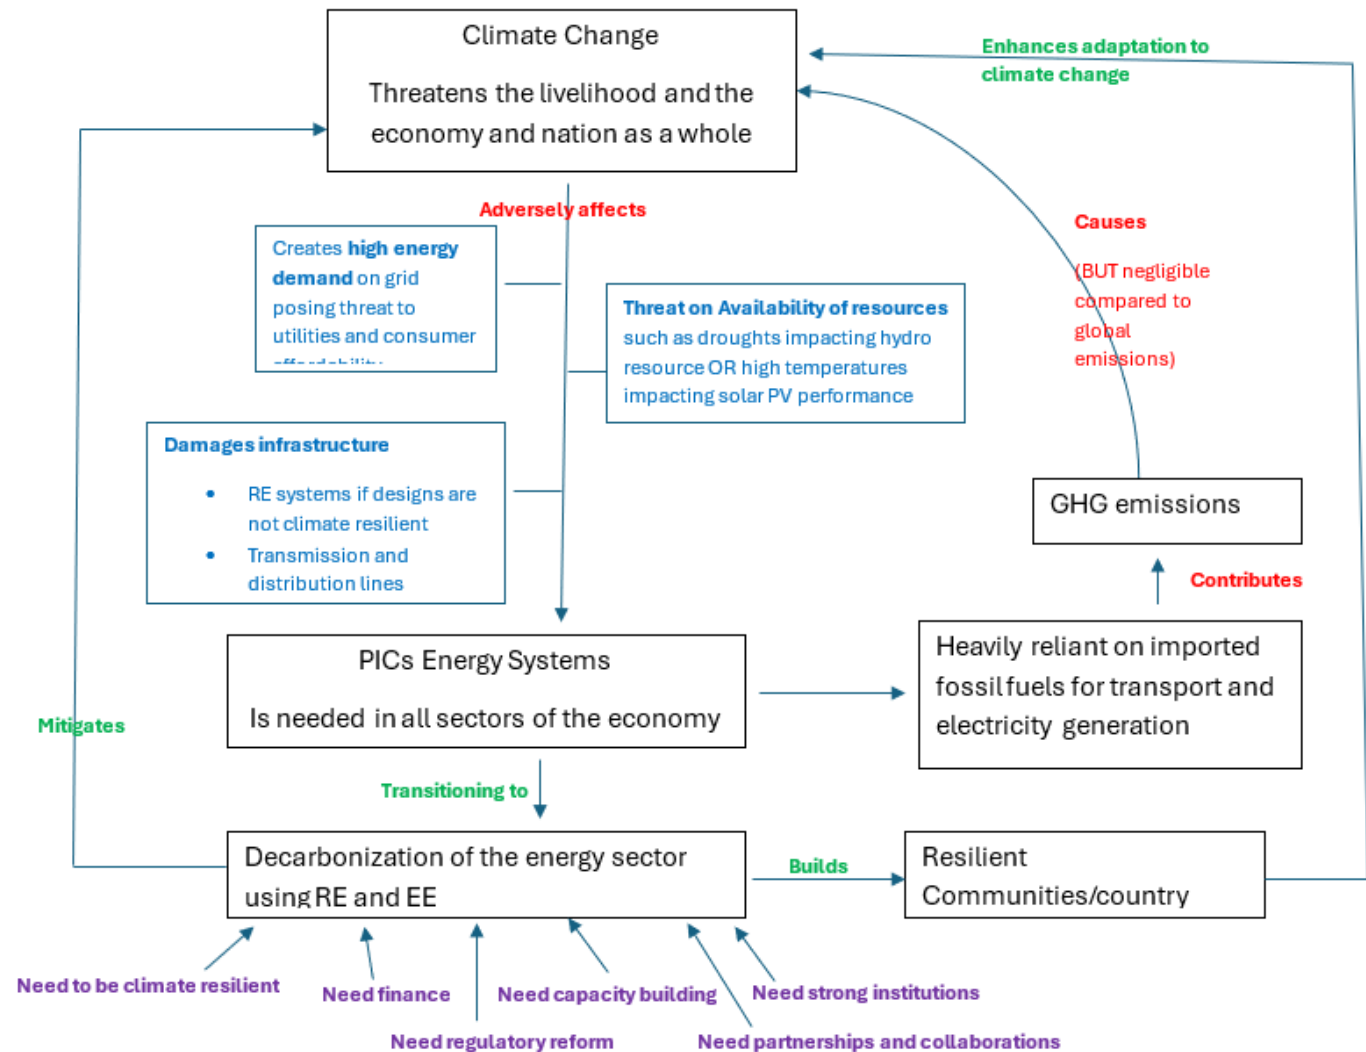 Climate Change
Threatens the livelihood and the
economy and nation as a whole
Enhances adaptation to
climate change
Adversely affects
Causes
(BUT negligible
compared to
global
emissions)
Creates high energy
demand on grid
posing threat to
utilities and consumer
affordability
Threat on Availability of resources
such as droughts impacting hydro
resource OR high temperatures
impacting solar PV performance
Damages infrastructure
• RE systems if designs are
not climate resilient
• Transmission and
distribution lines
GHG emissions
Contributes
PICs Energy Systems
Is needed in all sectors of the economy
Heavily reliant on imported
fossil fuels for transport and
electricity generation
Mitigates
Transitioning to
Decarbonization of the energy sector
using RE and EE
Builds
Resilient
Communities/country
Need to be climate resilient
Need finance
Need capacity building
Need strong institutions
Need regulatory reform
Need partnerships and collaborations